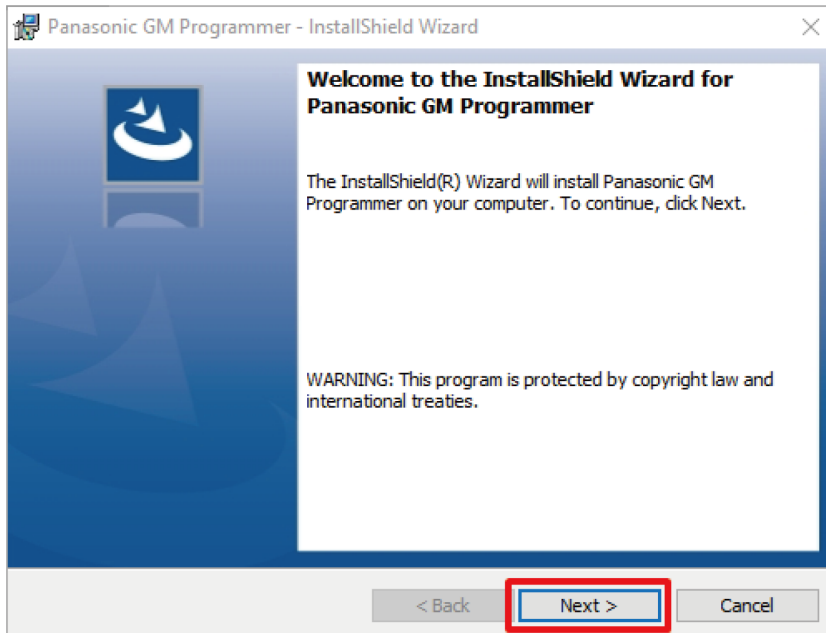 Panasonic GM Programmer - InstallShield Wizard
Welcome to the InstallShield Wizard for
Panasonic GM Programmer
The InstallShield(R) Wizard will install Panasonic GM
Programmer on your computer. To continue, click Next.
WARNING: This program is protected by copyright law and
international treaties.
< Back
Next >
Cancel